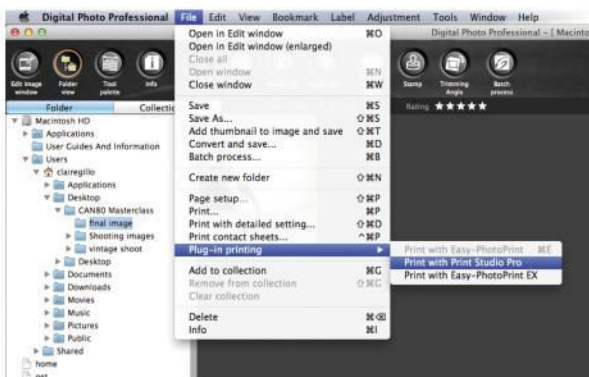 Digital Photo Professional File Edit View Bookmark Label Adjustment Tools Window Help
Digital Photo Professional – [ Macinto
Edit image window
Folder view
Tool palette
Info
Stamp
Trimming Angle
Batch process
Folder
Collectio
Rating ★★★★★
Macintosh HD
Applications
User Guides And Information
Users
clairegillo
Applications
Desktop
CAN80 Masterclass
final image
Shooting images
vintage shoot
Desktop
Documents
Downloads
Movies
Music
Pictures
Public
Shared
home
net
Open in Edit window ⌘O
Open in Edit window (enlarged)
Close all
Open window ⌘N
Close window ⌘W
Save ⌘S
Save As... ⇧⌘S
Add thumbnail to image and save ⇧⌘T
Convert and save... ⌘D
Batch process... ⌘B
Create new folder ⇧⌘N
Page setup... ⇧⌘P
Print... ⌘P
Print with detailed setting... ⇧⌘D
Print contact sheets... ^⌘P
Plug-in printing
Add to collection ⌘G
Remove from collection ⇧⌘G
Clear collection
Delete ⌘⌫
Info ⌘I
Print with Easy-PhotoPrint ⌘E
Print with Print Studio Pro
Print with Easy-PhotoPrint EX